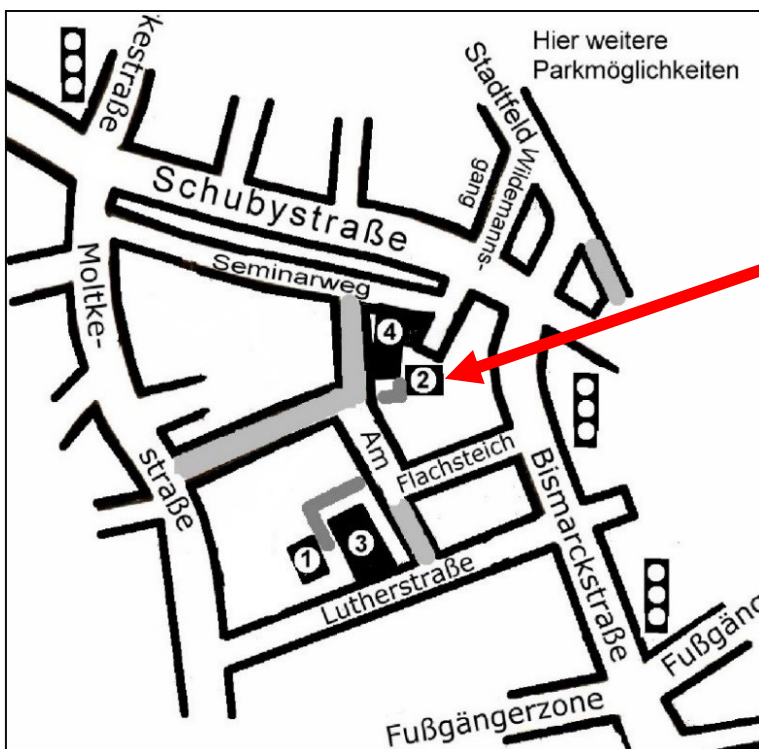 Hier weitere
Parkmöglichkeiten
kestraße
Stadtfeld
Wildemanns-
gang
Schubystraße
Seminarweg
Moltke-
straße
4
2
Am
Flachsteich
Bismarckstraße
1
3
Lutherstraße
Fußgäng
Fußgängerzone